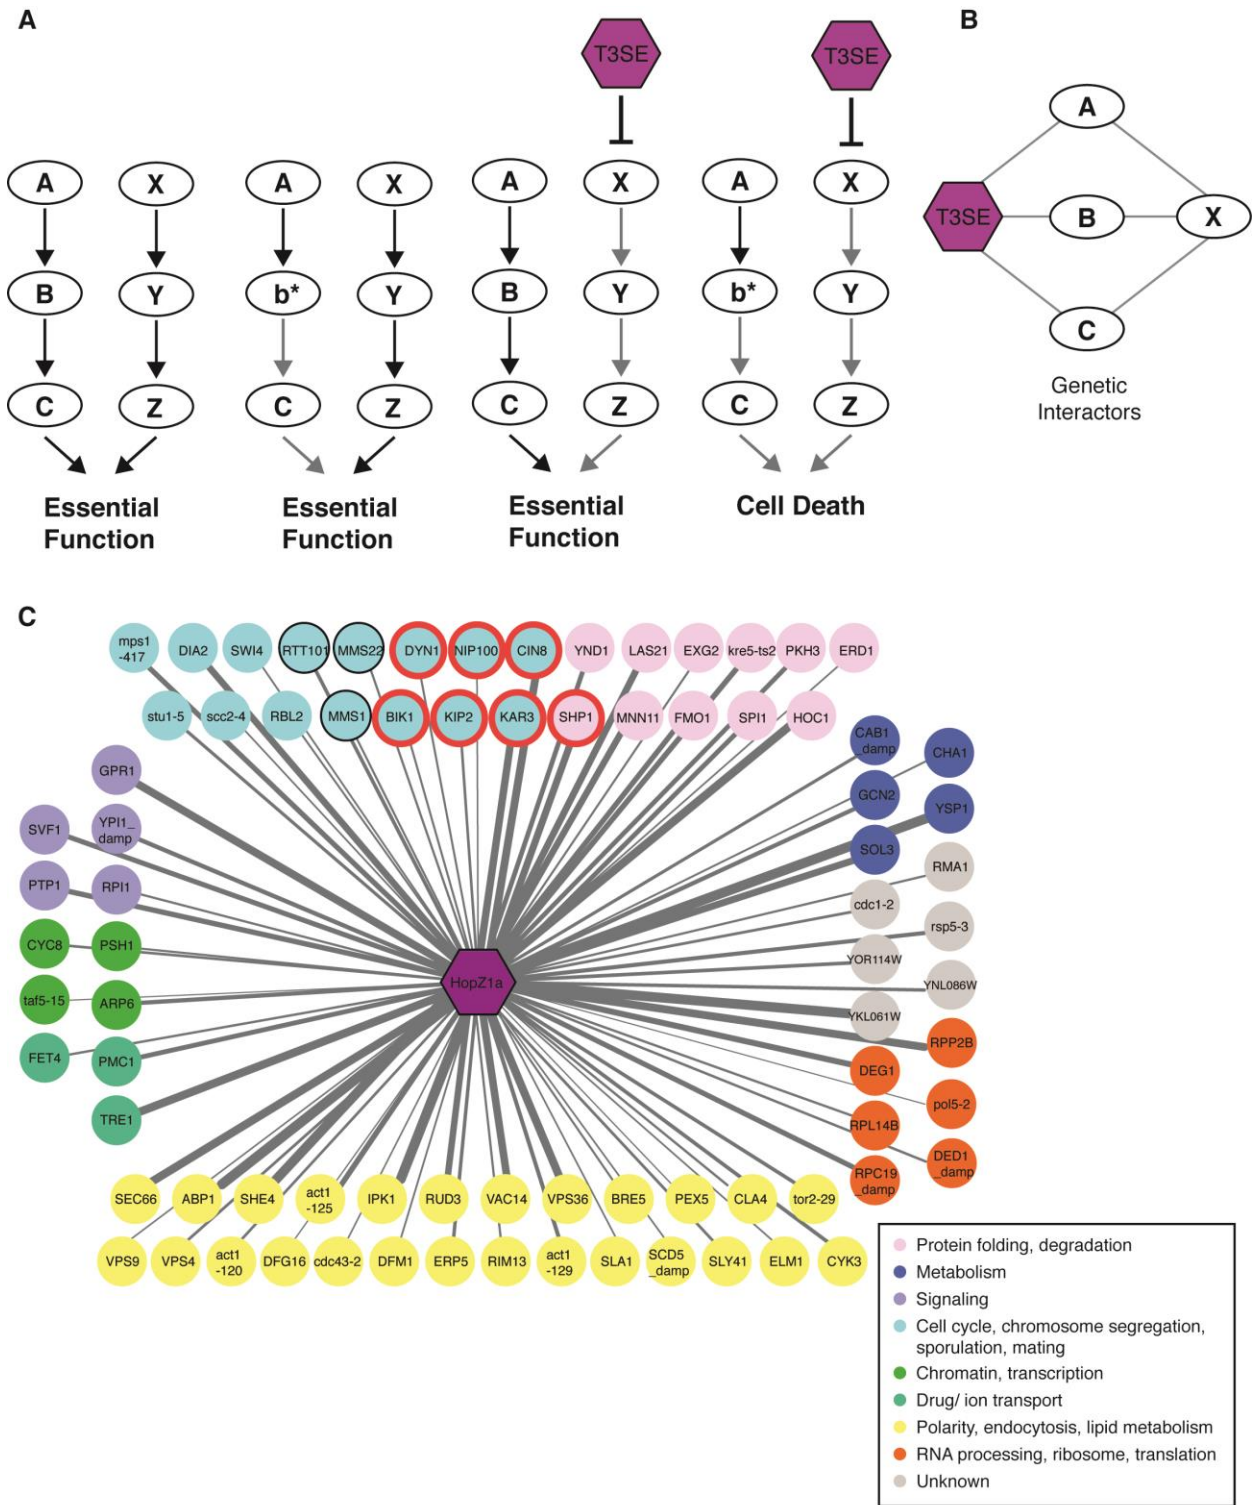 A
B
T3SE
T3SE
A
X
A
X
A
X
A
X
B
Y
b*
Y
B
Y
b*
Y
C
Z
C
Z
C
Z
C
Z
Essential
Function
Essential
Function
Essential
Function
Cell Death
A
T3SE
B
X
C
Genetic
Interactors
C
mps1
-417
DIA2
SWI4
RTT101
MMS22
DYN1
NIP100
CIN8
YND1
LAS21
EXG2
kre5-ts2
PKH3
ERD1
stu1-5
scc2-4
RBL2
MMS1
BIK1
KIP2
KAR3
SHP1
MNN11
FMO1
SPI1
HOC1
GPR1
SVF1
YPI1_
damp
PTP1
RPI1
CYC8
PSH1
taf5-15
ARP6
FET4
PMC1
TRE1
HopZ1a
CAB1
_damp
CHA1
GCN2
YSP1
SOL3
RMA1
cdc1-2
rsp5-3
YOR114W
YNL086W
YKL061W
RPP2B
DEG1
pol5-2
RPL14B
DED1
_damp
RPC19
_damp
SEC66
ABP1
SHE4
act1
-125
IPK1
RUD3
VAC14
VPS36
BRE5
PEX5
CLA4
tor2-29
VPS9
VPS4
act1
-120
DFG16
cdc43-2
DFM1
ERP5
RIM13
act1
-129
SLA1
SCD5
_damp
SLY41
ELM1
CYK3
Protein folding, degradation
Metabolism
Signaling
Cell cycle, chromosome segregation,
sporulation, mating
Chromatin, transcription
Drug/ ion transport
Polarity, endocytosis, lipid metabolism
RNA processing, ribosome, translation
Unknown